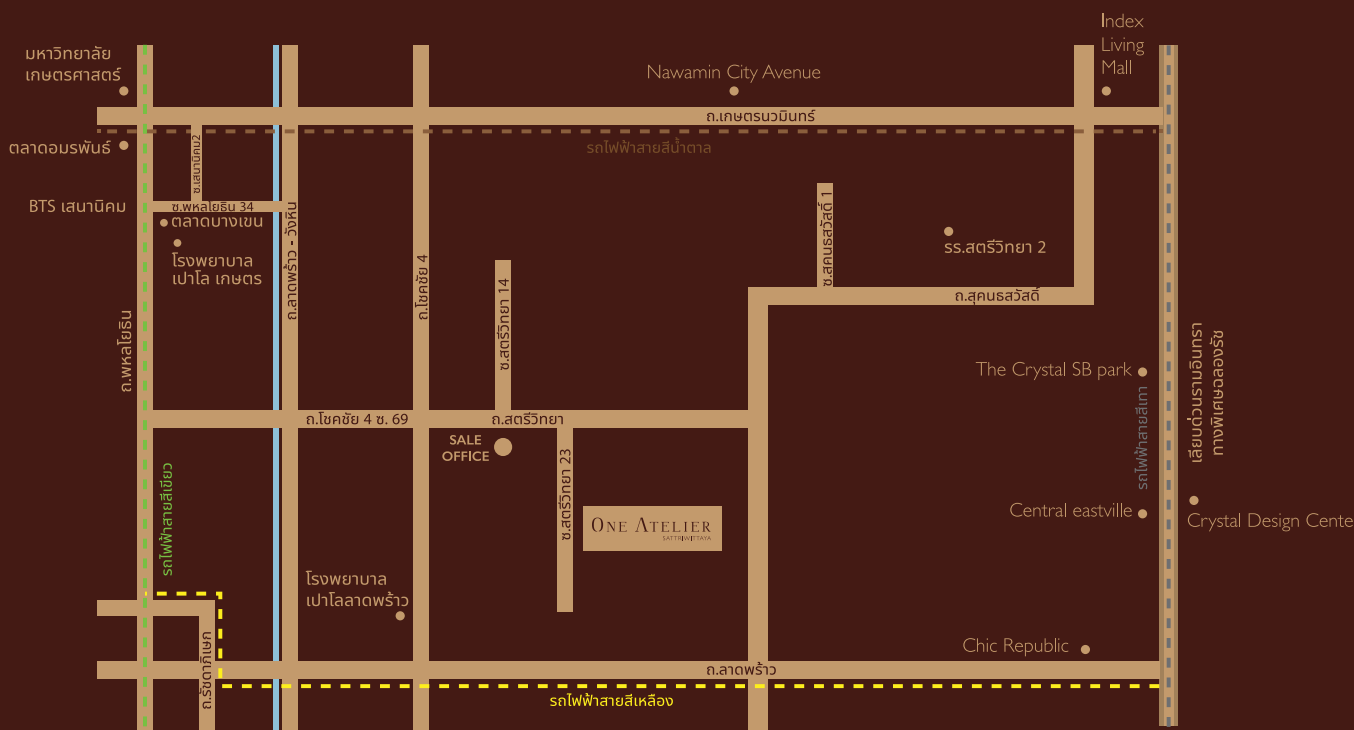 Index
Living
Mall
มหาวิทยาลัย
เกษตรศาสตร์
Nawamin City Avenue
ถ.เกษตรนวมินทร์
รถไฟฟ้าสายสีน้ำตาล
ตลาดอมรพันธ์
ซ.เสนานิคม2
BTS เสนานิคม
ซ.พหลโยธิน 34
ตลาดบางเขน
โรงพยาบาล
เปาโล เกษตร
ถ.ลาดพร้าว - วังหิน
ถ.โชคชัย 4
ซ.สตรีวิทยา 14
ซ.สุคนธสวัสดิ์ 1
รร.สตรีวิทยา 2
ถ.สุคนธสวัสดิ์
ถ.พหลโยธิน
The Crystal SB park
รถไฟฟ้าสายสีเทา
เลียบด่วนรามอินทรา
ทางพิเศษฉลองรัช
ถ.โชคชัย 4 ซ. 69
ถ.สตรีวิทยา
SALE
OFFICE
ซ.สตรีวิทยา 23
ONE ATELIER
SATTRIWITTAYA
รถไฟฟ้าสายสีเขียว
Central eastville
Crystal Design Cente
โรงพยาบาล
เปาโลลาดพร้าว
Chic Republic
ถ.รัชดาภิเษก
ถ.ลาดพร้าว
รถไฟฟ้าสายสีเหลือง